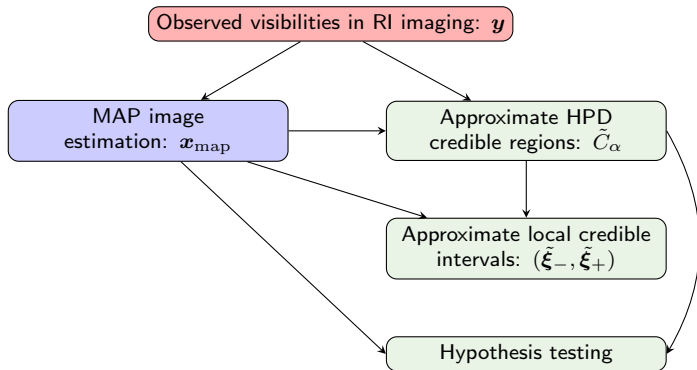 Observed visibilities in RI imaging: y
MAP image
estimation: x_map
Approximate HPD
credible regions: C̃_α
Approximate local credible
intervals: (ξ̃_−, ξ̃_+)
Hypothesis testing